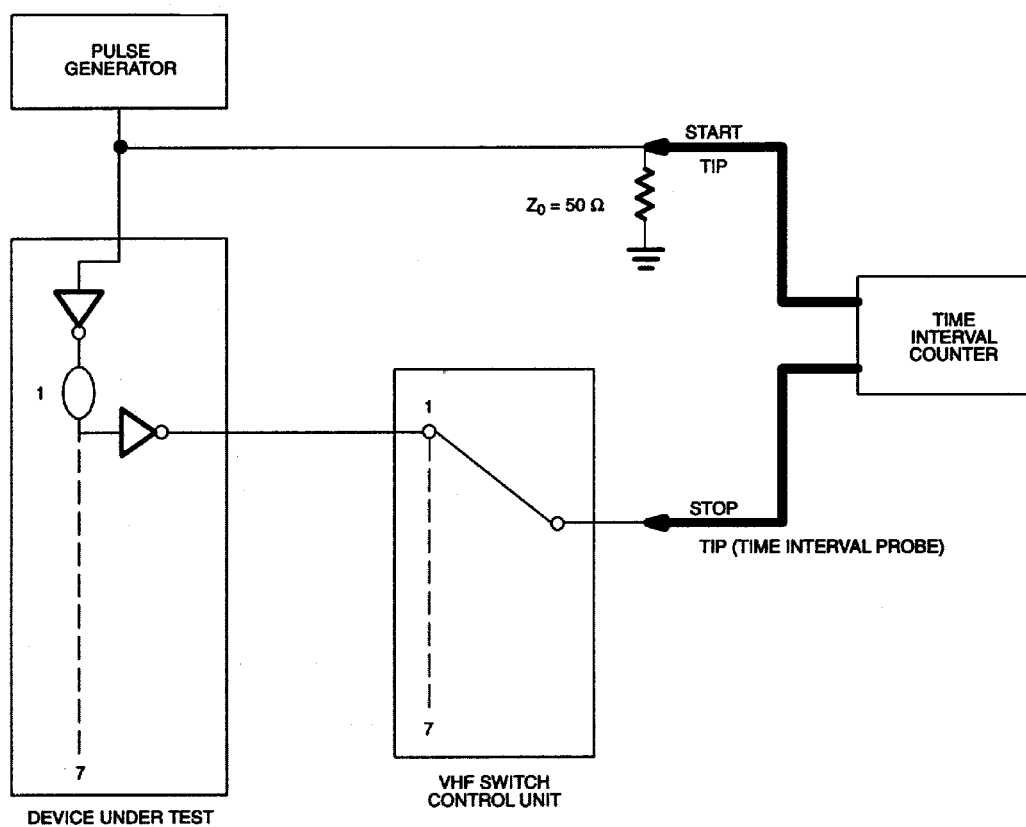 PULSE
GENERATOR
START
TIP
Z₀ = 50 Ω
TIME
INTERVAL
COUNTER
1
1
STOP
TIP (TIME INTERVAL PROBE)
7
7
VHF SWITCH
CONTROL UNIT
DEVICE UNDER TEST